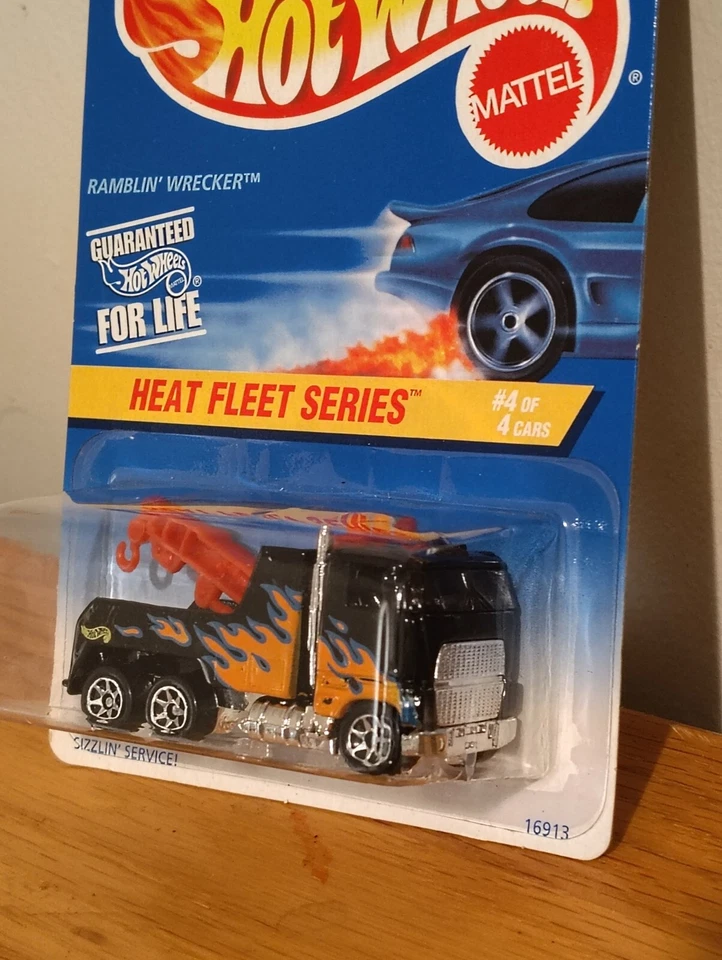 HOT WHEELS
MATTEL
®
RAMBLIN' WRECKER™
GUARANTEED
HOT WHEELS ®
MATTEL
FOR LIFE
HEAT FLEET SERIES™
#4 OF
4 CARS
SIZZLIN' SERVICE!
16913